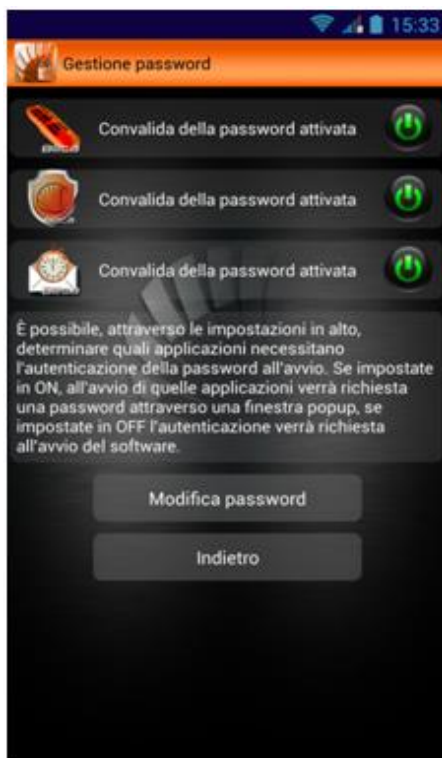 15:33
Gestione password
Convalida della password attivata
Convalida della password attivata
Convalida della password attivata
È possibile, attraverso le impostazioni in alto,
determinare quali applicazioni necessitano
l'autenticazione della password all'avvio. Se impostate
in ON, all'avvio di quelle applicazioni verrà richiesta
una password attraverso una finestra popup, se
impostate in OFF l'autenticazione verrà richiesta
all'avvio del software.
Modifica password
Indietro